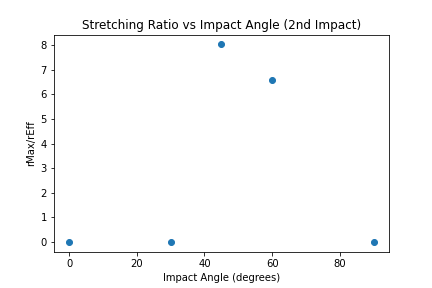 Stretching Ratio vs Impact Angle (2nd Impact)
8
7
6
5
4
3
2
1
0
rMax/rEff
0 20 40 60 80
Impact Angle (degrees)